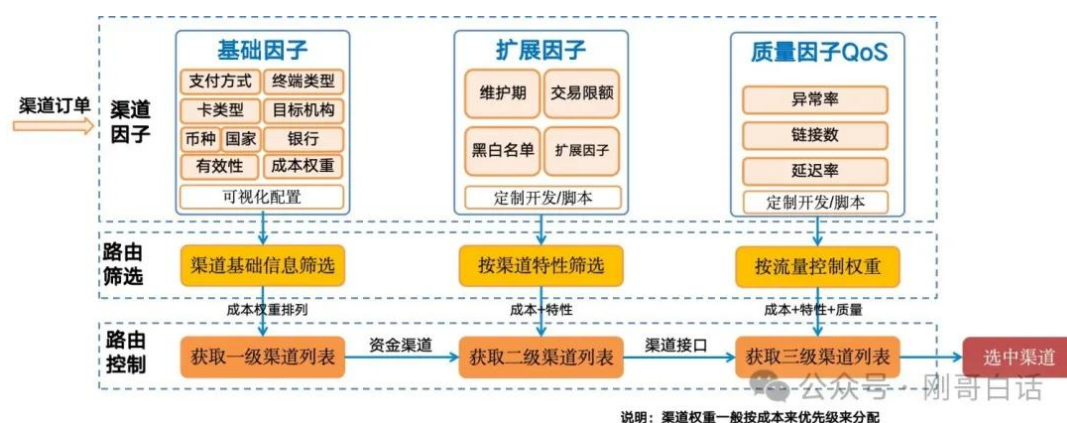 渠道订单
渠道
因子
基础因子
支付方式
终端类型
卡类型
目标机构
币种
国家
银行
有效性
成本权重
可视化配置
扩展因子
维护期
交易限额
黑白名单
扩展因子
定制开发/脚本
质量因子QoS
异常率
链接数
延迟率
定制开发/脚本
路由
筛选
渠道基础信息筛选
按渠道特性筛选
按流量控制权重
成本权重排列
成本+特性
成本+特性+质量
路由
控制
获取一级渠道列表
资金渠道
获取二级渠道列表
渠道接口
获取三级渠道列表
选中渠道
公众号·刚哥白话
说明：渠道权重一般按成本来优先级来分配